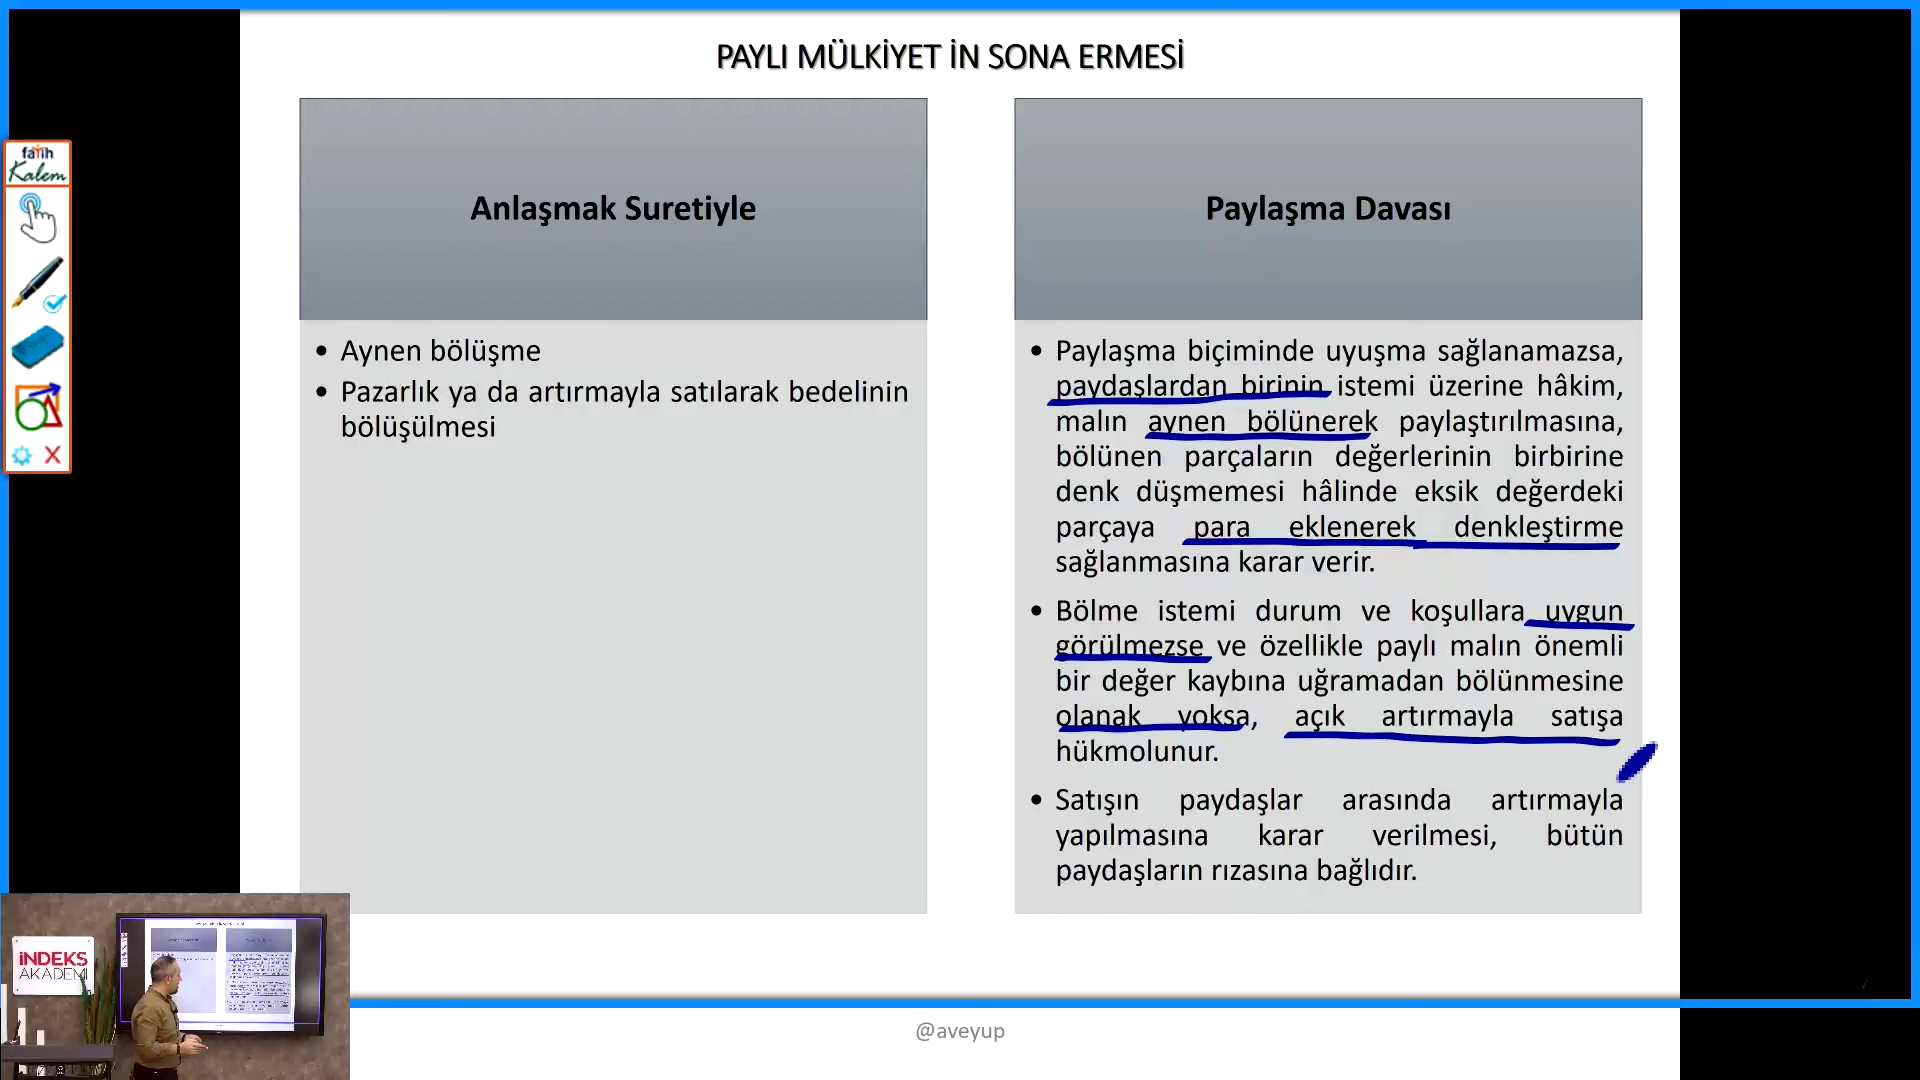 PAYLI MÜLKİYET İN SONA ERMESİ
fatih
Kalem
Anlaşmak Suretiyle
• Aynen bölüşme
• Pazarlık ya da artırmayla satılarak bedelinin
bölüşülmesi
Paylaşma Davası
• Paylaşma biçiminde uyuşma sağlanamazsa,
paydaşlardan birinin istemi üzerine hâkim,
malın aynen bölünerek paylaştırılmasına,
bölünen parçaların değerlerinin birbirine
denk düşmemesi hâlinde eksik değerdeki
parçaya para eklenerek denkleştirme
sağlanmasına karar verir.
• Bölme istemi durum ve koşullara uygun
görülmezse ve özellikle paylı malın önemli
bir değer kaybına uğramadan bölünmesine
olanak yoksa, açık artırmayla satışa
hükmolunur.
• Satışın paydaşlar arasında artırmayla
yapılmasına karar verilmesi, bütün
paydaşların rızasına bağlıdır.
İNDEKS
AKADEMİ
@aveyup